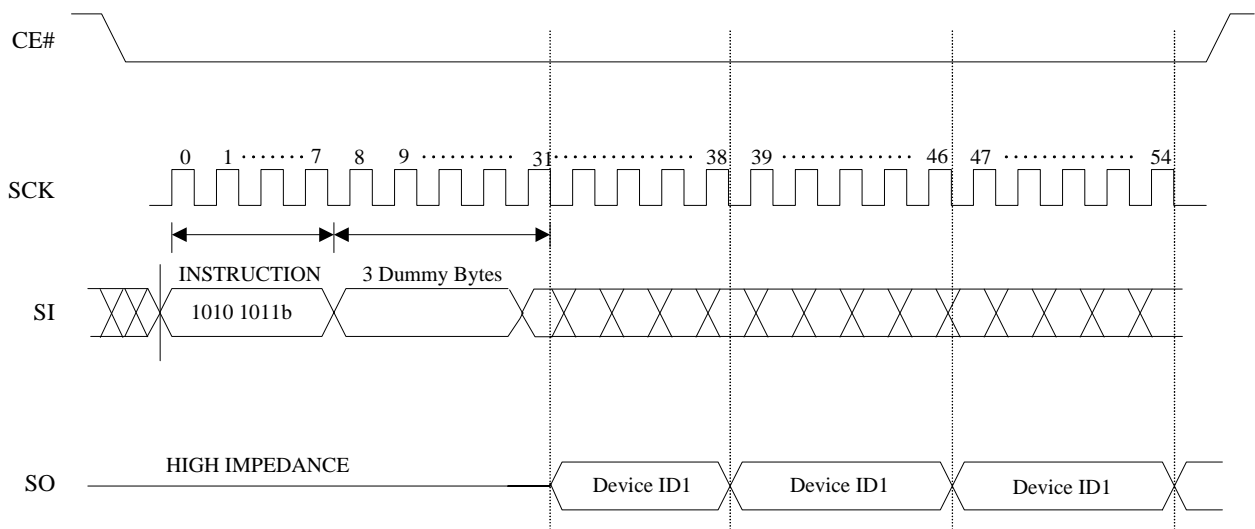 CE#
0 1 ······· 7 8 9 ·········· 31 ················ 38 39 ·············· 46 47 ·············· 54
SCK
INSTRUCTION 3 Dummy Bytes
SI 1010 1011b
HIGH IMPEDANCE
SO Device ID1 Device ID1 Device ID1